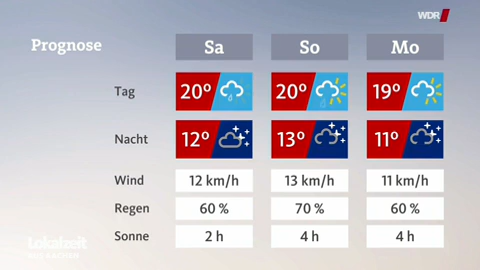 WDR
Prognose Sa So Mo
Tag 20° 20° 19°
Nacht 12° 13° 11°
Wind 12 km/h 13 km/h 11 km/h
Regen 60 % 70 % 60 %
Sonne 2 h 4 h 4 h
Lokalzeit